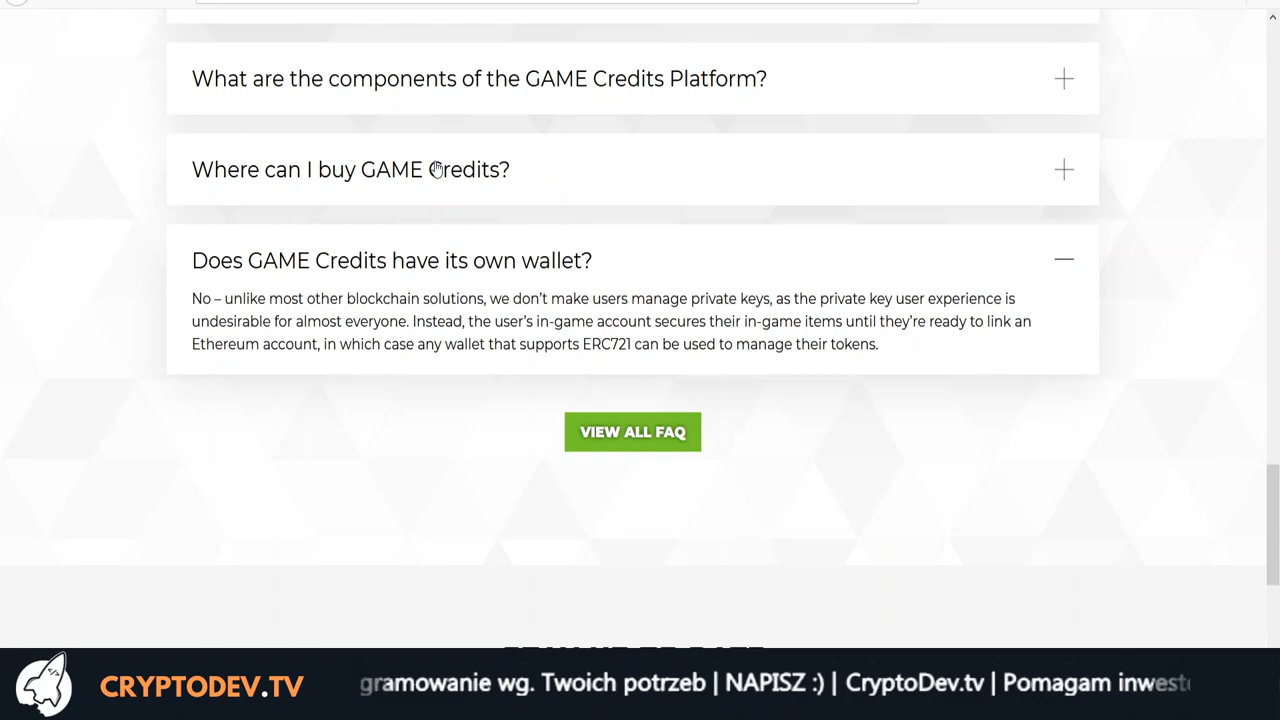 What are the components of the GAME Credits Platform?
Where can I buy GAME Credits?
Does GAME Credits have its own wallet?
No – unlike most other blockchain solutions, we don't make users manage private keys, as the private key user experience is
undesirable for almost everyone. Instead, the user's in-game account secures their in-game items until they're ready to link an
Ethereum account, in which case any wallet that supports ERC721 can be used to manage their tokens.
VIEW ALL FAQ
CRYPTODEV.TV
gramowanie wg. Twoich potrzeb | NAPISZ :) | CryptoDev.tv | Pomagam inwest